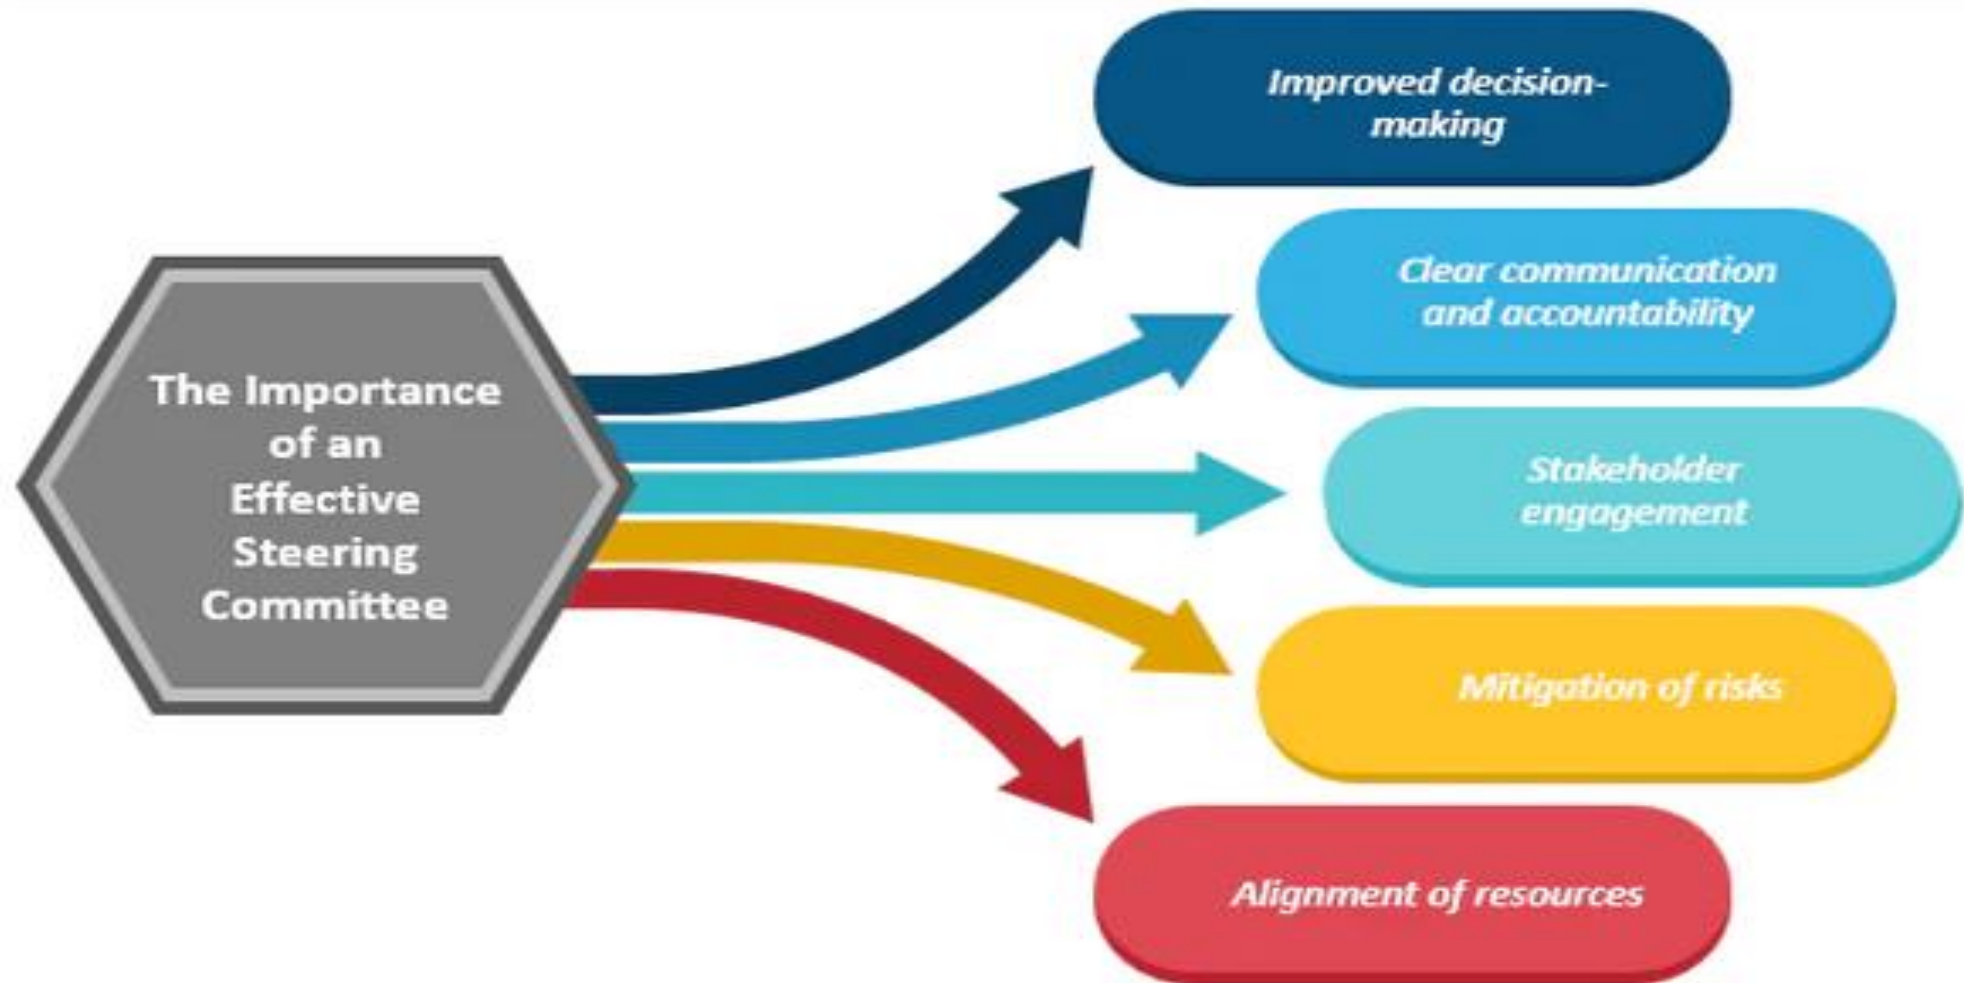 The Importance
of an
Effective
Steering
Committee
Improved decision-
making
Clear communication
and accountability
Stakeholder
engagement
Mitigation of risks
Alignment of resources